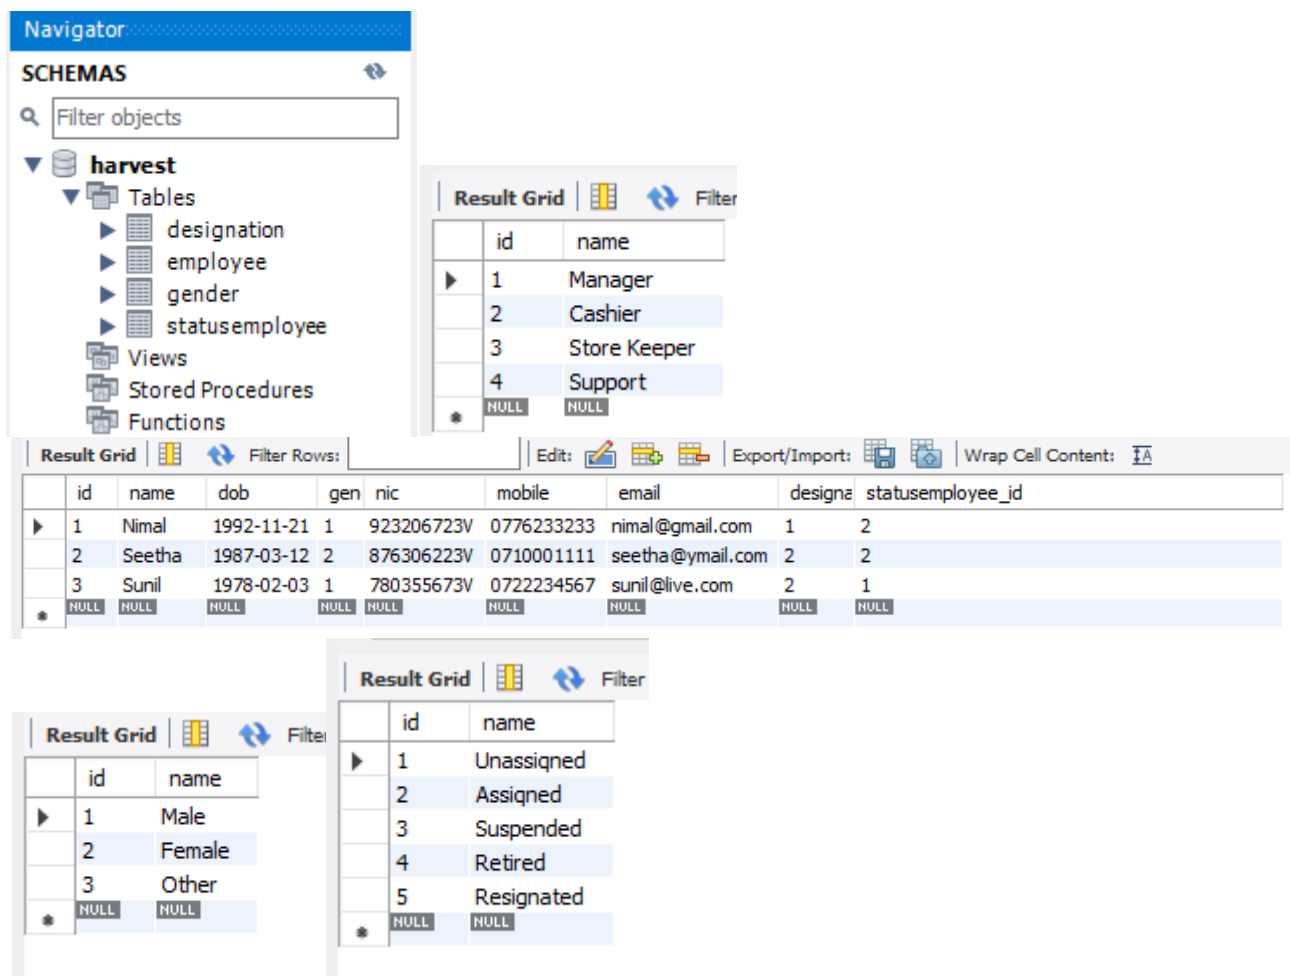 Navigator
SCHEMAS
Filter objects
harvest
Tables
designation
employee
gender
statusemployee
Views
Stored Procedures
Functions
Result Grid Filter
id name
1 Manager
2 Cashier
3 Store Keeper
4 Support
NULL NULL
Result Grid Filter Rows: Edit: Export/Import: Wrap Cell Content: IA
id name dob gen nic mobile email designa statusemployee_id
1 Nimal 1992-11-21 1 923206723V 0776233233 nimal@gmail.com 1 2
2 Seetha 1987-03-12 2 876306223V 0710001111 seetha@ymail.com 2 2
3 Sunil 1978-02-03 1 780355673V 0722234567 sunil@live.com 2 1
NULL NULL NULL NULL NULL NULL NULL NULL NULL
Result Grid Filte
id name
1 Male
2 Female
3 Other
NULL NULL
Result Grid Filter
id name
1 Unassigned
2 Assigned
3 Suspended
4 Retired
5 Resignated
NULL NULL